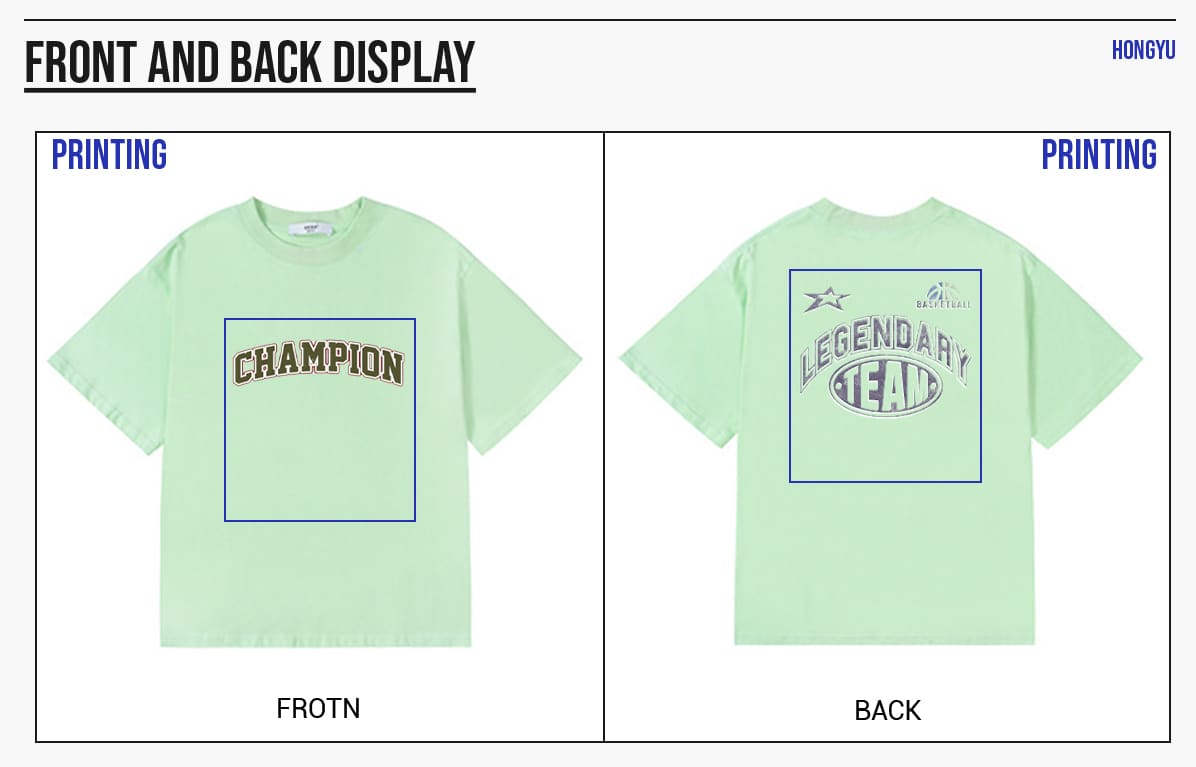 FRONT AND BACK DISPLAY
HONGYU
PRINTING
PRINTING
CHAMPION
BASKETBALL
LEGENDARY
TEAM
FROTN
BACK